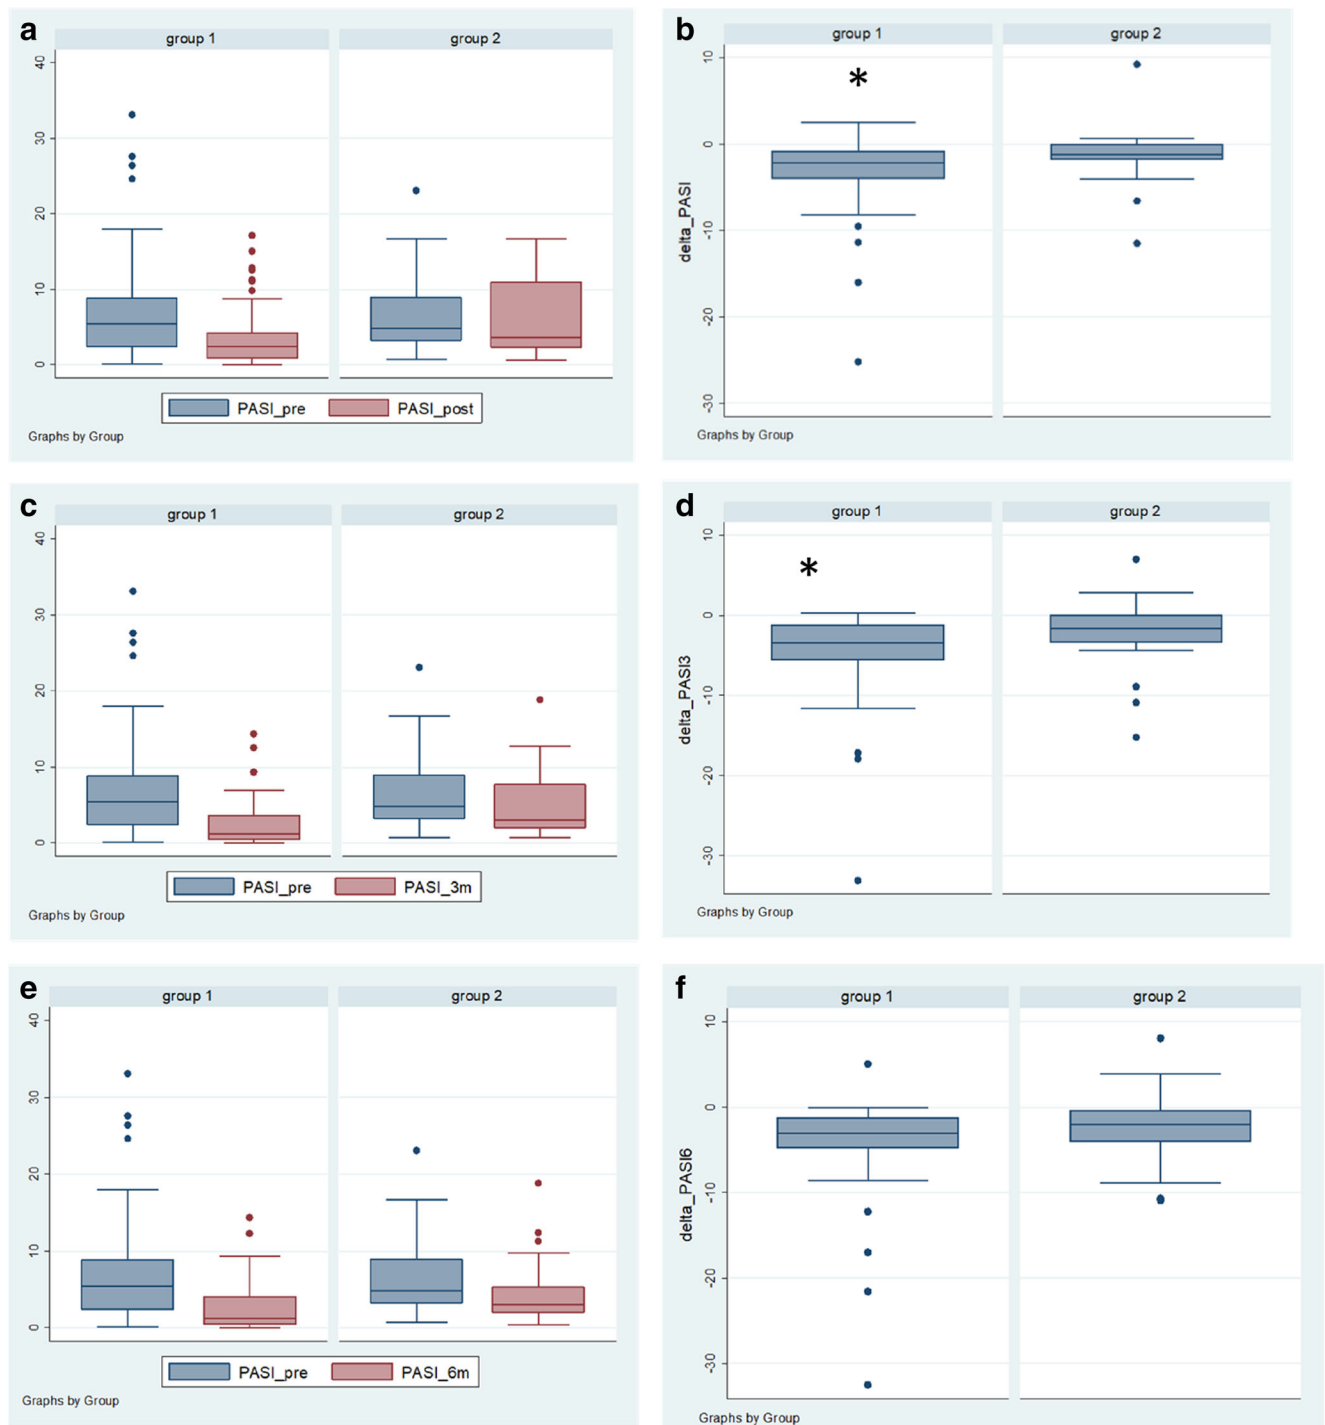 a
group 1 group 2
40
30
20
10
0
PASI_pre PASI_post
Graphs by Group
b
group 1 group 2
*
10
0
-10
-20
-30
delta_PASI
Graphs by Group
c
group 1 group 2
40
30
20
10
0
PASI_pre PASI_3m
Graphs by Group
d
group 1 group 2
*
10
0
-10
-20
-30
delta_PASI3
Graphs by Group
e
group 1 group 2
40
30
20
10
0
PASI_pre PASI_6m
Graphs by Group
f
group 1 group 2
10
0
-10
-20
-30
delta_PASI6
Graphs by Group